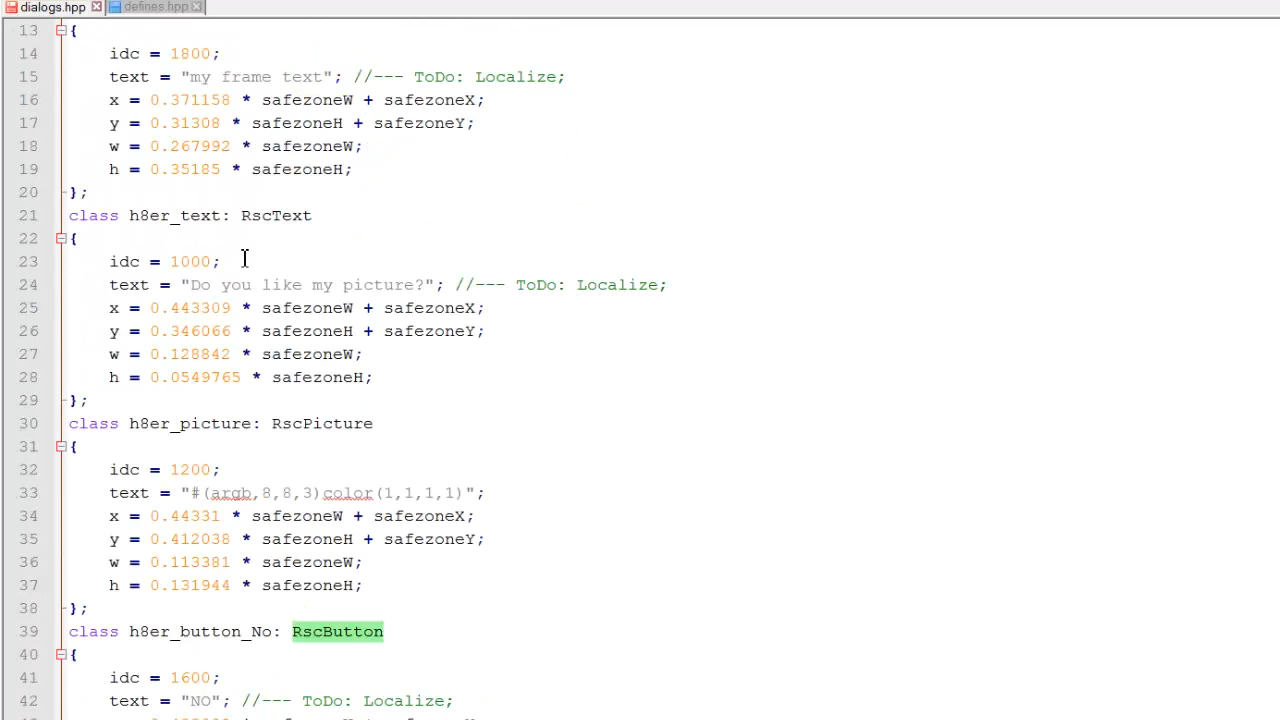 dialogs.hpp defines.hpp
13 {
14 idc = 1800;
15 text = "my frame text"; //--- ToDo: Localize;
16 x = 0.371158 * safezoneW + safezoneX;
17 y = 0.31308 * safezoneH + safezoneY;
18 w = 0.267992 * safezoneW;
19 h = 0.35185 * safezoneH;
20 };
21 class h8er_text: RscText
22 {
23 idc = 1000;
24 text = "Do you like my picture?"; //--- ToDo: Localize;
25 x = 0.443309 * safezoneW + safezoneX;
26 y = 0.346066 * safezoneH + safezoneY;
27 w = 0.128842 * safezoneW;
28 h = 0.0549765 * safezoneH;
29 };
30 class h8er_picture: RscPicture
31 {
32 idc = 1200;
33 text = "#(argb,8,8,3)color(1,1,1,1)";
34 x = 0.44331 * safezoneW + safezoneX;
35 y = 0.412038 * safezoneH + safezoneY;
36 w = 0.113381 * safezoneW;
37 h = 0.131944 * safezoneH;
38 };
39 class h8er_button_No: RscButton
40 {
41 idc = 1600;
42 text = "NO"; //--- ToDo: Localize;